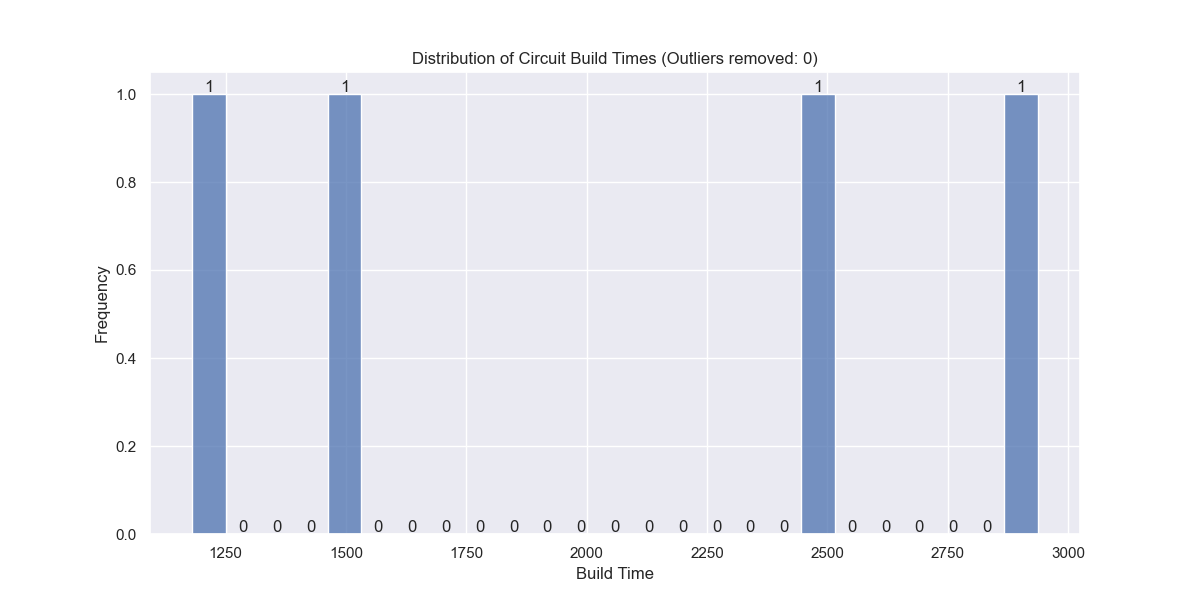 Distribution of Circuit Build Times (Outliers removed: 0)
1 1 1 1
1.0
0.8
0.6
0.4
0.2
0.0
Frequency
0 0 0 0 0 0 0 0 0 0 0 0 0 0 0 0 0 0 0 0 0
1250 1500 1750 2000 2250 2500 2750 3000
Build Time